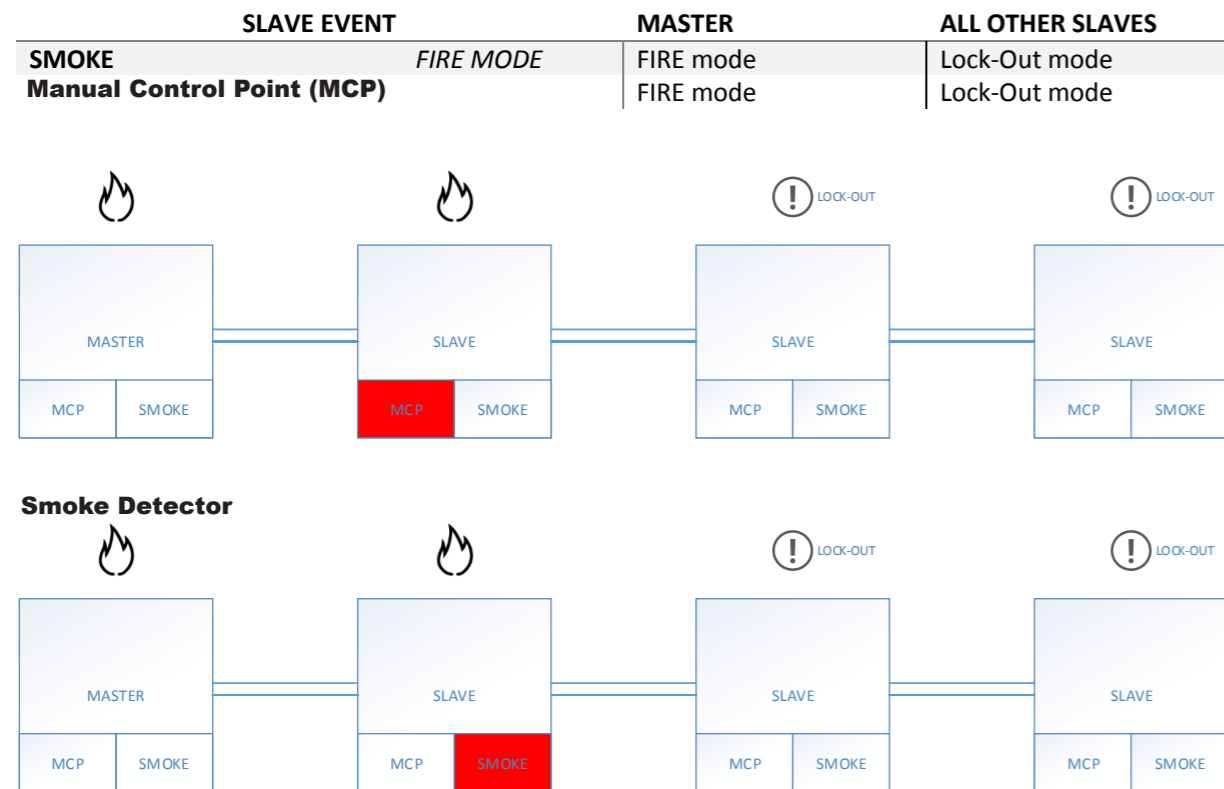 SLAVE EVENT MASTER ALL OTHER SLAVES
SMOKE FIRE MODE FIRE mode Lock-Out mode
Manual Control Point (MCP) FIRE mode Lock-Out mode
LOCK-OUT LOCK-OUT
MASTER SLAVE SLAVE SLAVE
MCP SMOKE MCP SMOKE MCP SMOKE MCP SMOKE
Smoke Detector
LOCK-OUT LOCK-OUT
MASTER SLAVE SLAVE SLAVE
MCP SMOKE MCP SMOKE MCP SMOKE MCP SMOKE